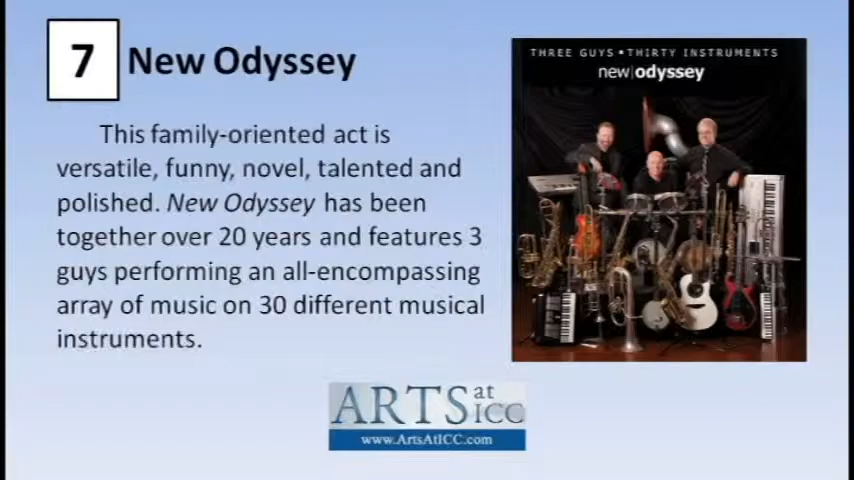 7 New Odyssey
This family-oriented act is
versatile, funny, novel, talented and
polished. New Odyssey has been
together over 20 years and features 3
guys performing an all-encompassing
array of music on 30 different musical
instruments.
THREE GUYS • THIRTY INSTRUMENTS
new|odyssey
ARTS at ICC
www.ArtsAtICC.com